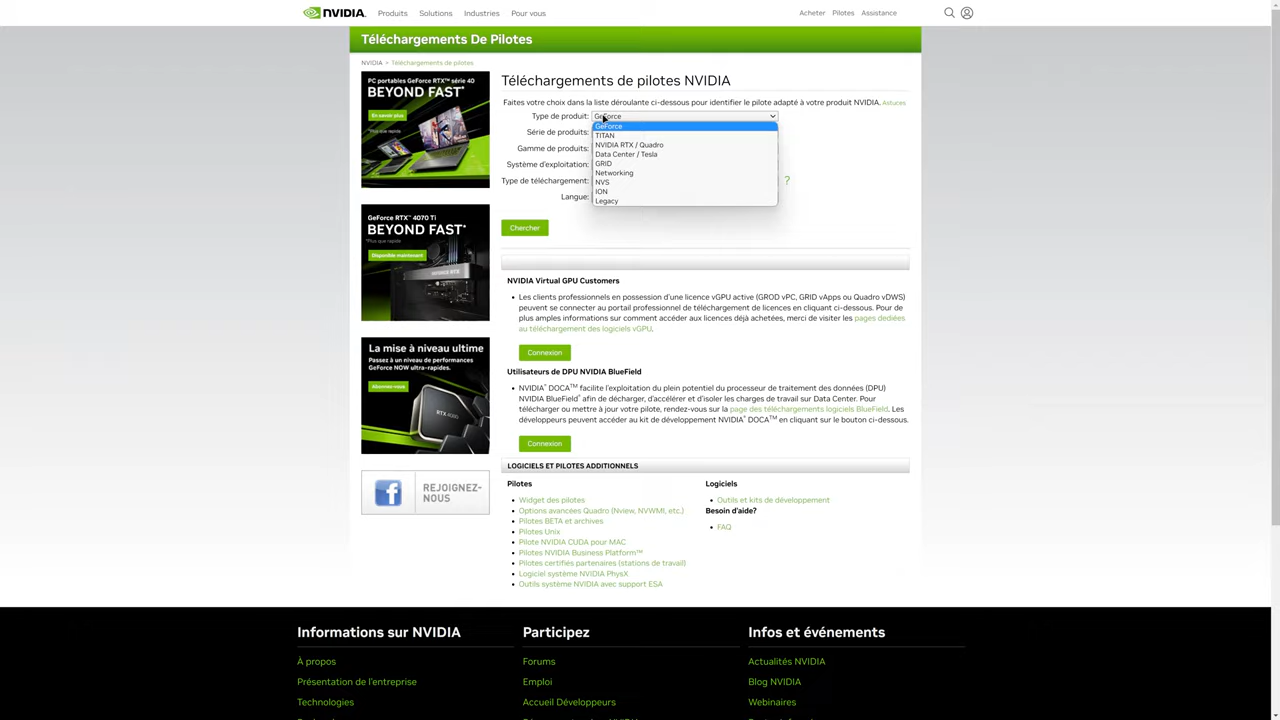 NVIDIA.
Produits
Solutions
Industries
Pour vous
Acheter
Pilotes
Assistance
Téléchargements De Pilotes
NVIDIA > Téléchargements de pilotes
PC portables GeForce RTX™ série 40
BEYOND FAST*
En savoir plus
*Plus que rapide
GeForce RTX™ 4070 Ti
BEYOND FAST*
*Plus que rapide
Disponible maintenant
GEFORCE RTX
La mise à niveau ultime
Passez à un niveau de performances
GeForce NOW ultra-rapides.
Abonnez-vous
RTX 4080
REJOIGNEZ-
NOUS
Téléchargements de pilotes NVIDIA
Faites votre choix dans la liste déroulante ci-dessous pour identifier le pilote adapté à votre produit NVIDIA. Astuces
Type de produit: GeForce
Série de produits:
Gamme de produits:
Système d'exploitation:
Type de téléchargement:
?
Langue:
GeForce
TITAN
NVIDIA RTX / Quadro
Data Center / Tesla
GRID
Networking
NVS
ION
Legacy
Chercher
NVIDIA Virtual GPU Customers
• Les clients professionnels en possession d'une licence vGPU active (GROD vPC, GRID vApps ou Quadro vDWS)
peuvent se connecter au portail professionnel de téléchargement de licences en cliquant ci-dessous. Pour de
plus amples informations sur comment accéder aux licences déjà achetées, merci de visiter les pages dediées
au téléchargement des logiciels vGPU.
Connexion
Utilisateurs de DPU NVIDIA BlueField
• NVIDIA® DOCA™ facilite l'exploitation du plein potentiel du processeur de traitement des données (DPU)
NVIDIA BlueField® afin de décharger, d'accélérer et d'isoler les charges de travail sur Data Center. Pour
télécharger ou mettre à jour votre pilote, rendez-vous sur la page des téléchargements logiciels BlueField. Les
développeurs peuvent accéder au kit de développement NVIDIA® DOCA™ en cliquant sur le bouton ci-dessous.
Connexion
LOGICIELS ET PILOTES ADDITIONNELS
Pilotes
• Widget des pilotes
• Options avancées Quadro (Nview, NVWMI, etc.)
• Pilotes BETA et archives
• Pilotes Unix
• Pilote NVIDIA CUDA pour MAC
• Pilotes NVIDIA Business Platform™
• Pilotes certifiés partenaires (stations de travail)
• Logiciel système NVIDIA PhysX
• Outils système NVIDIA avec support ESA
Logiciels
• Outils et kits de développement
Besoin d'aide?
• FAQ
Informations sur NVIDIA
À propos
Présentation de l'entreprise
Technologies
Participez
Forums
Emploi
Accueil Développeurs
Infos et événements
Actualités NVIDIA
Blog NVIDIA
Webinaires